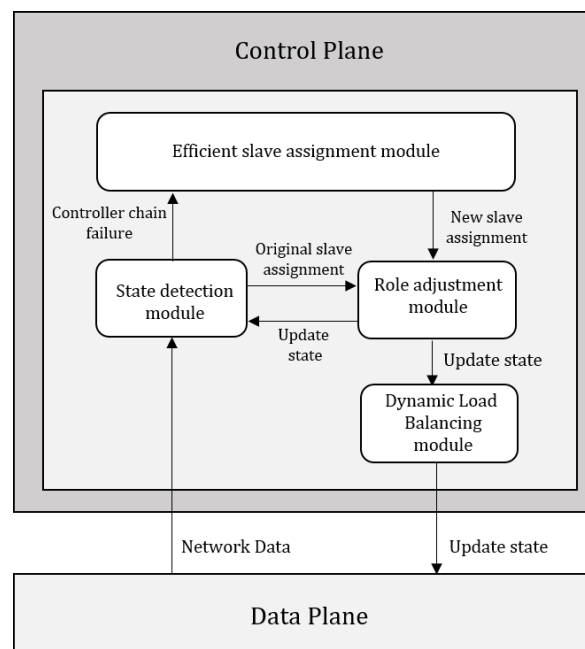 Control Plane
Efficient slave assignment module
Controller chain
failure
New slave
assignment
Original slave
assignment
State detection
module
Role adjustment
module
Update
state
Update state
Dynamic Load
Balancing
module
Network Data
Update state
Data Plane